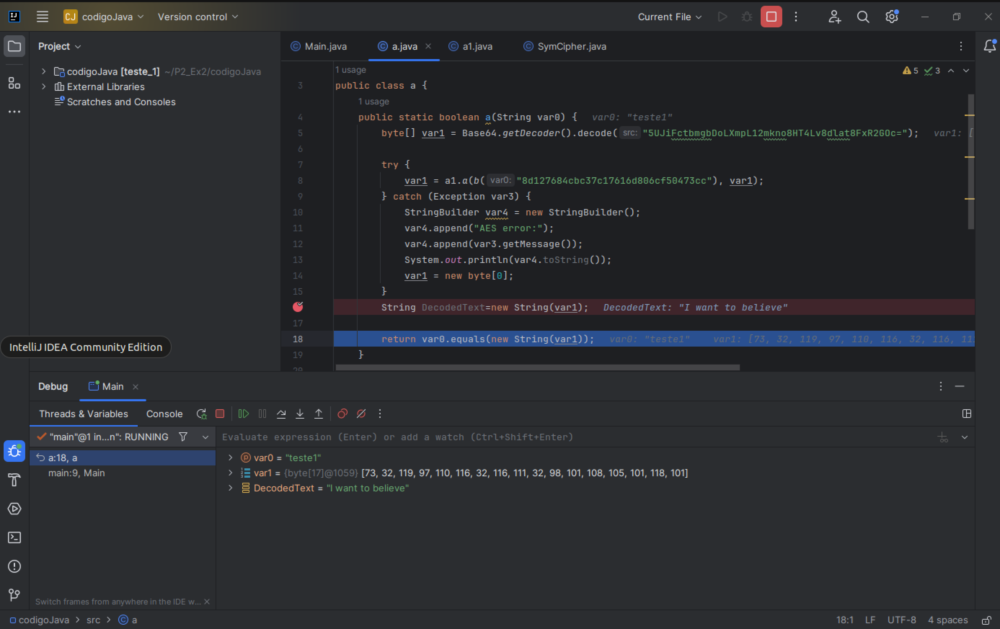 IJ
CJ codigoJava Version control Current File
Project
codigoJava [teste_1] ~/P2_Ex2/codigoJava
External Libraries
Scratches and Consoles
Main.java a.java a1.java SymCipher.java
5 3
1 usage
3 public class a {
1 usage
4 public static boolean a(String var0) { var0: "teste1"
5 byte[] var1 = Base64.getDecoder().decode( src: "5UJiFctbmgbDoLXmpL12mkno8HT4Lv8dlat8FxR2GOc="); var1: [
6
7 try {
8 var1 = a1.a(b( var0: "8d127684cbc37c17616d806cf50473cc"), var1);
9 } catch (Exception var3) {
10 StringBuilder var4 = new StringBuilder();
11 var4.append("AES error:");
12 var4.append(var3.getMessage());
13 System.out.println(var4.toString());
14 var1 = new byte[0];
15 }
String DecodedText=new String(var1); DecodedText: "I want to believe"
17
18 return var0.equals(new String(var1)); var0: "teste1" var1: [73, 32, 119, 97, 110, 116, 32, 116, 11
19 }
20
IntelliJ IDEA Community Edition
Debug Main
Threads & Variables Console
"main"@1 in...n": RUNNING
Evaluate expression (Enter) or add a watch (Ctrl+Shift+Enter)
a:18, a
main:9, Main
var0 = "teste1"
var1 = {byte[17]@1059} [73, 32, 119, 97, 110, 116, 32, 116, 111, 32, 98, 101, 108, 105, 101, 118, 101]
DecodedText = "I want to believe"
Switch frames from anywhere in the IDE w...
codigoJava > src > a
18:1 LF UTF-8 4 spaces